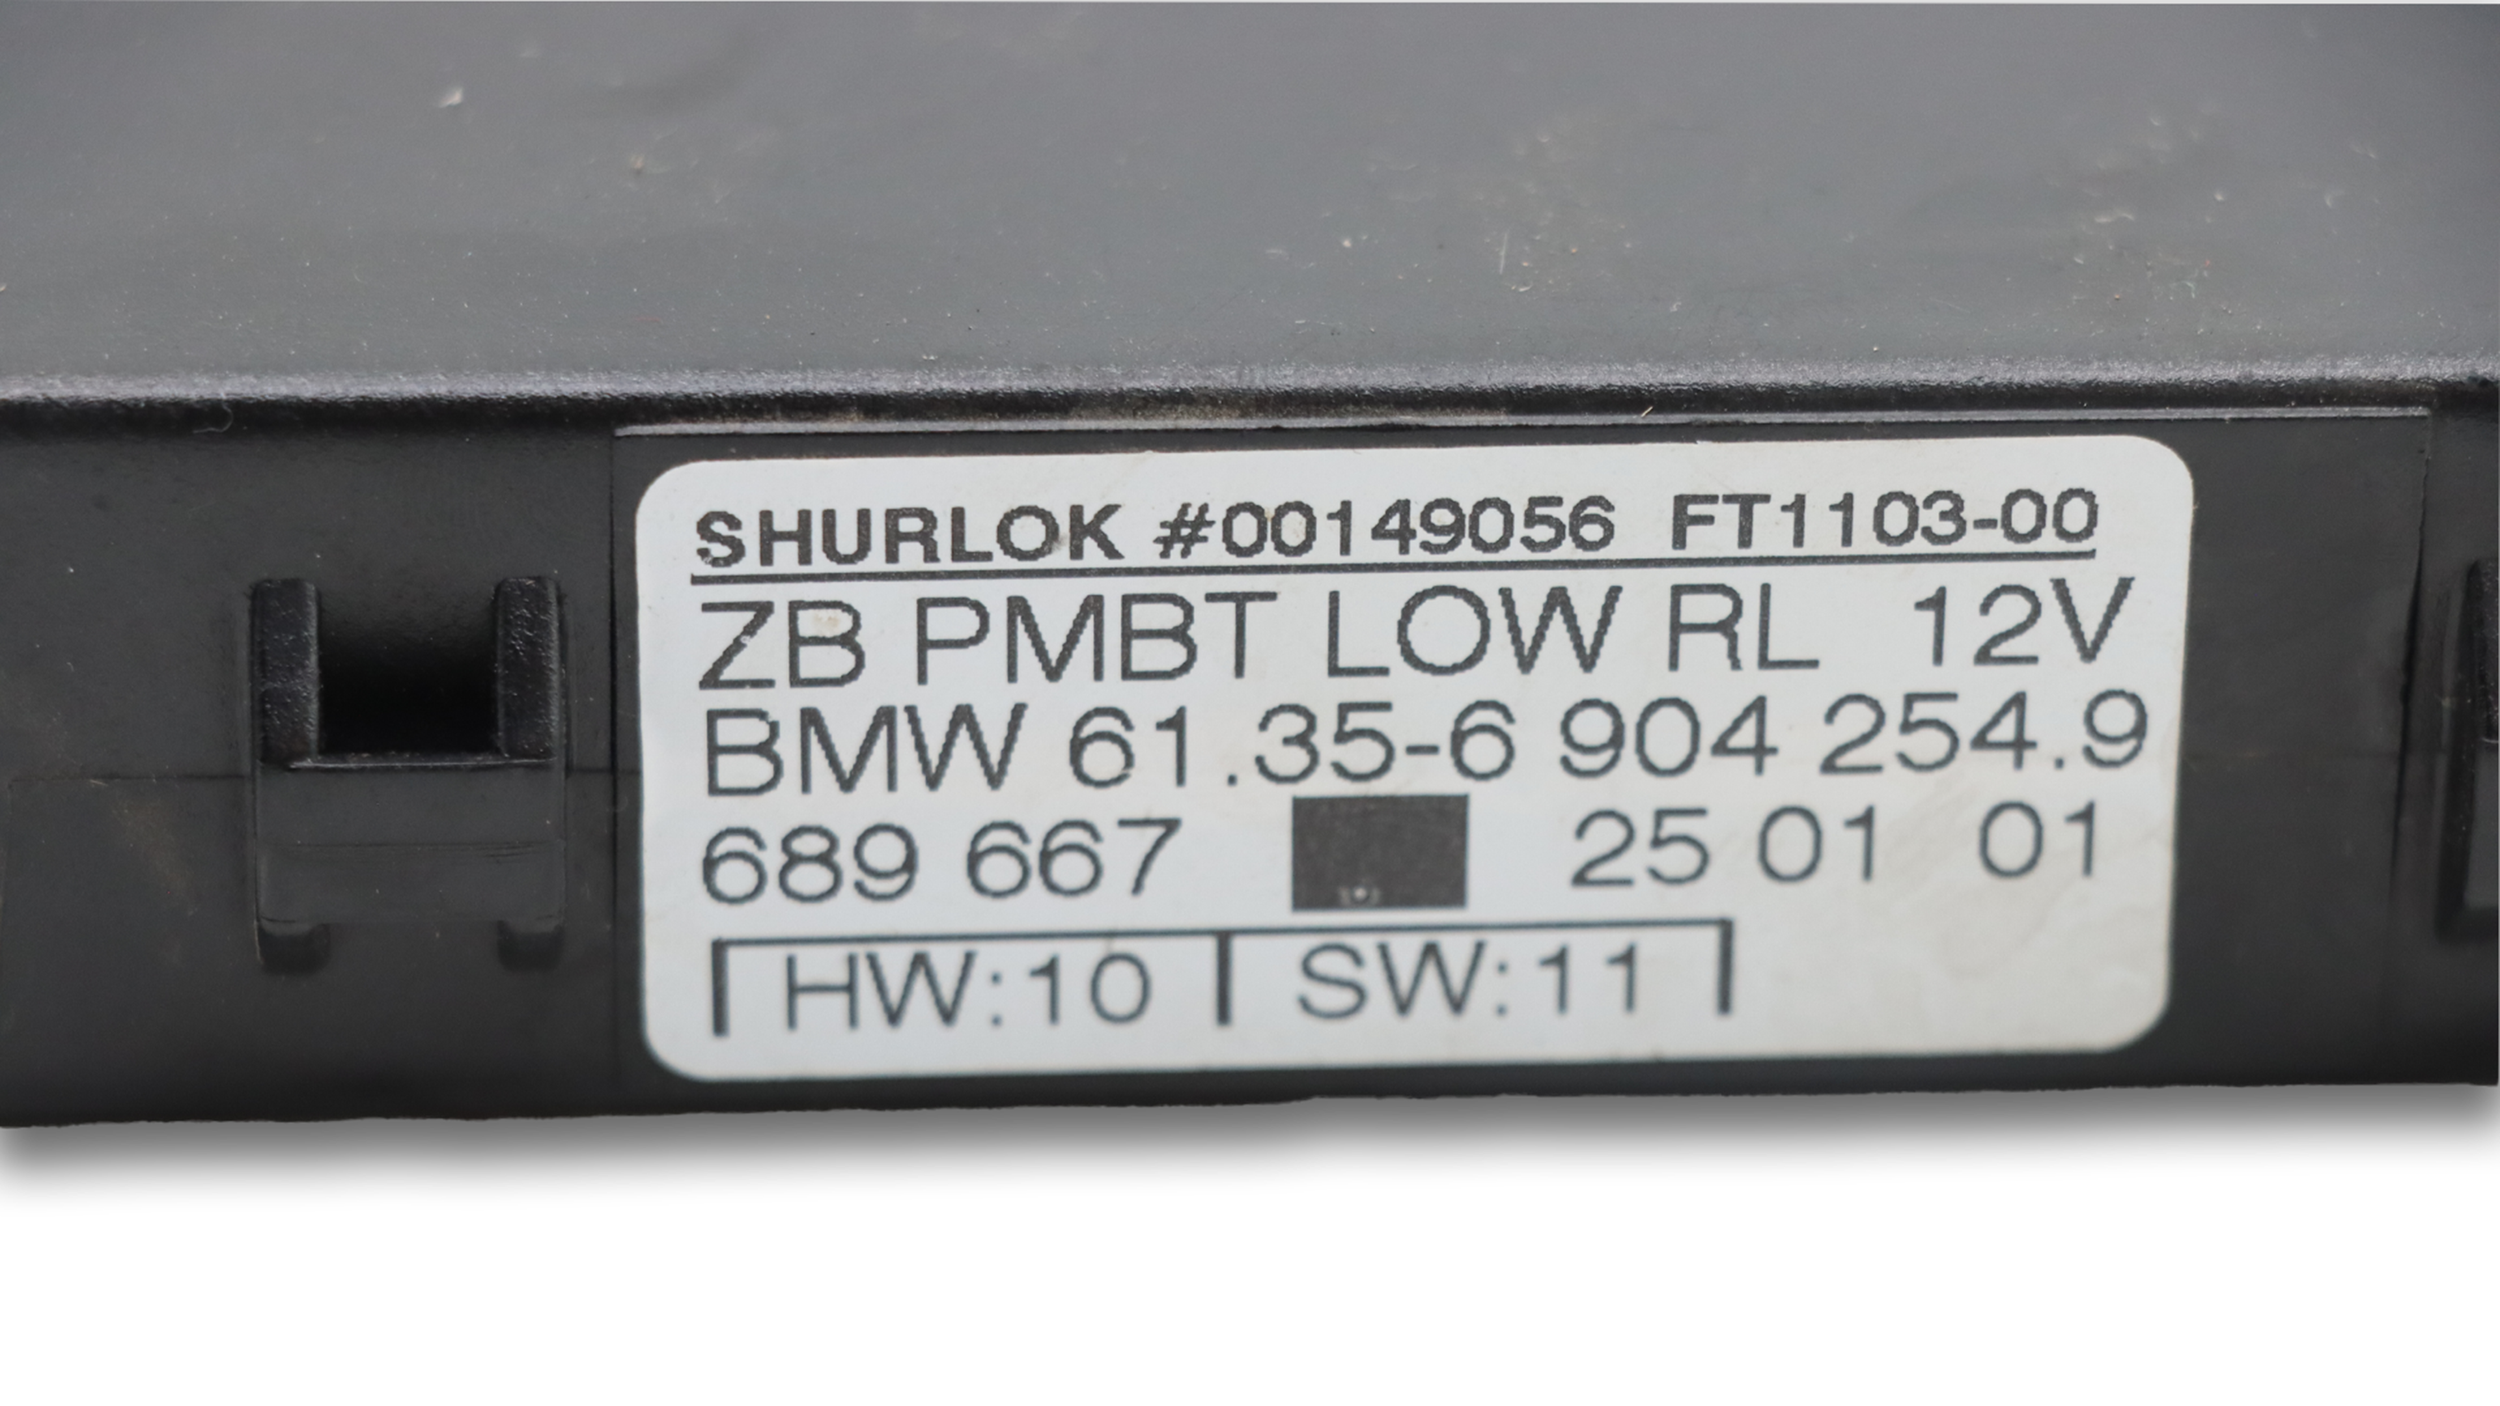 SHURLOK #00149056 FT1103-00
ZB PMBT LOW RL 12V
BMW 61.35-6 904 254.9
689 667 25 01 01
HW:10 SW:11